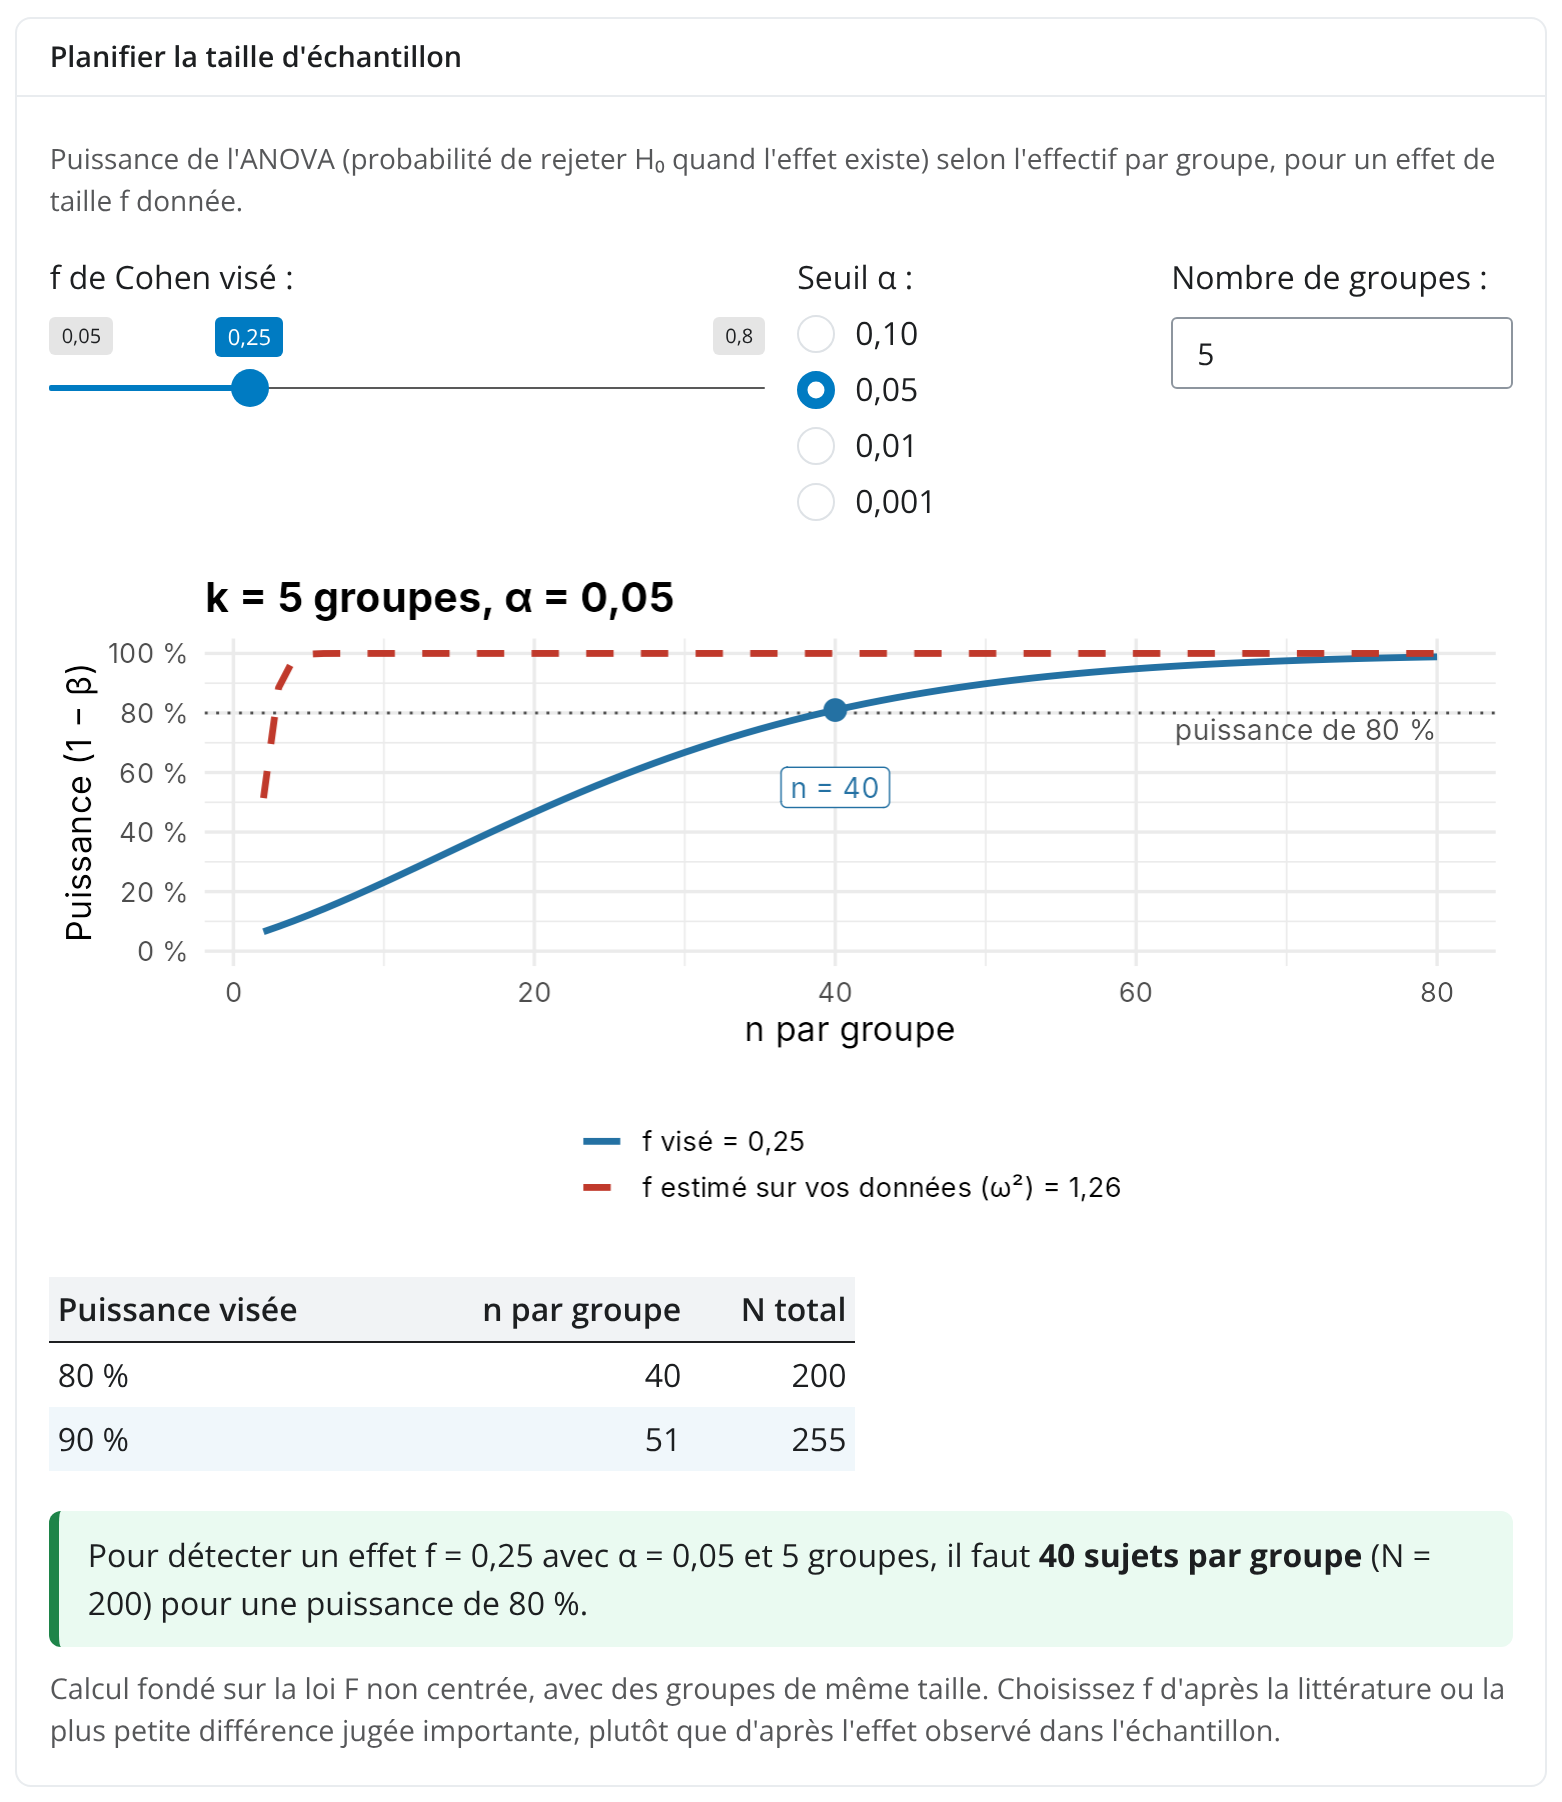 Planifier la taille d'échantillon
Puissance de l'ANOVA (probabilité de rejeter H₀ quand l'effet existe) selon l'effectif par groupe, pour un effet de
taille f donnée.
f de Cohen visé :
0,05
0,25
0,8
Seuil α :
0,10
0,05
0,01
0,001
Nombre de groupes :
5
k = 5 groupes, α = 0,05
Puissance (1 − β)
100 %
80 %
60 %
40 %
20 %
0 %
puissance de 80 %
n = 40
0
20
40
60
80
n par groupe
f visé = 0,25
f estimé sur vos données (ω²) = 1,26
Puissance visée n par groupe N total
80 % 40 200
90 % 51 255
Pour détecter un effet f = 0,25 avec α = 0,05 et 5 groupes, il faut 40 sujets par groupe (N =
200) pour une puissance de 80 %.
Calcul fondé sur la loi F non centrée, avec des groupes de même taille. Choisissez f d'après la littérature ou la
plus petite différence jugée importante, plutôt que d'après l'effet observé dans l'échantillon.